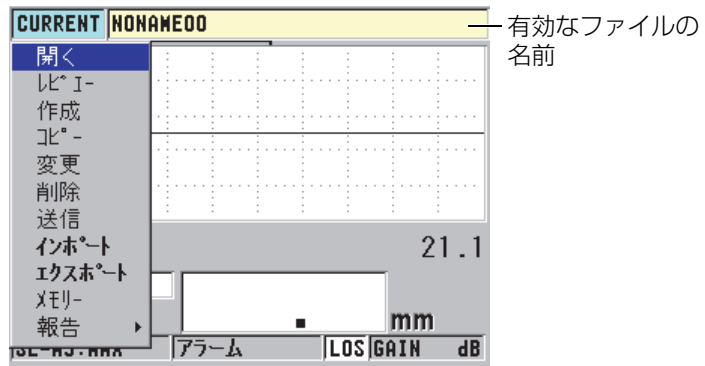 CURRENT NONAME00
有効なファイルの
名前
開く
ﾚﾋﾞｭｰ
作成
ｺﾋﾟｰ
変更
削除
送信
インポート
エクスポート
ﾒﾓﾘｰ
報告
21.1
mm
アラーム LOS GAIN dB